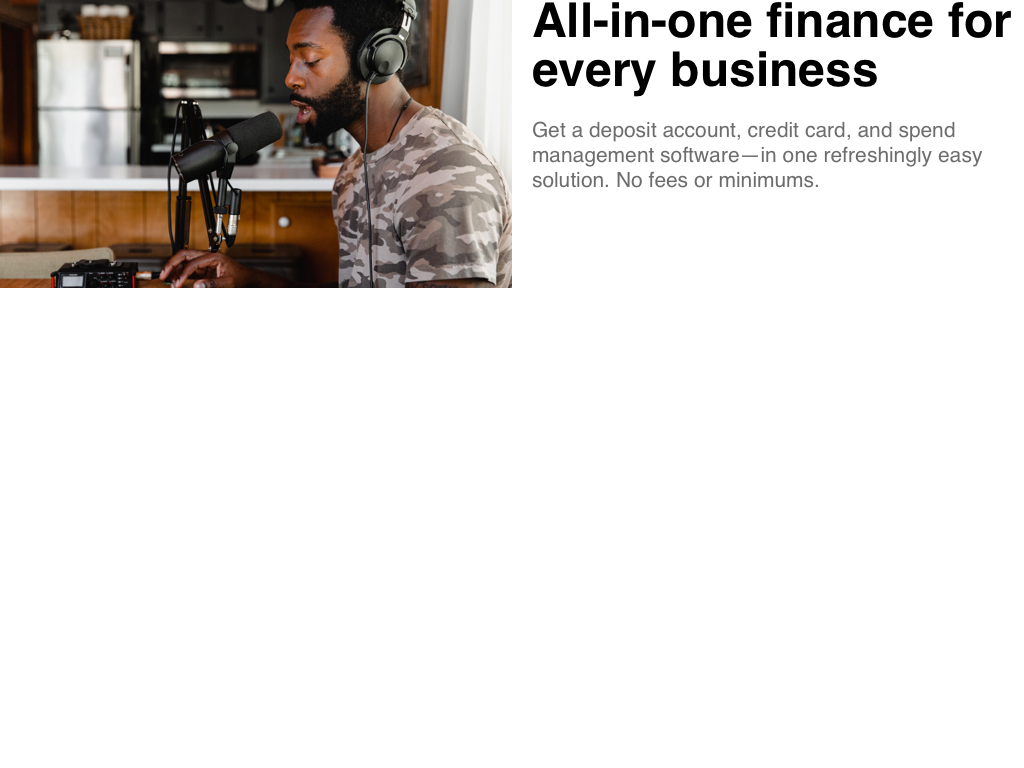 All-in-one finance for
every business
Get a deposit account, credit card, and spend
management software—in one refreshingly easy
solution. No fees or minimums.